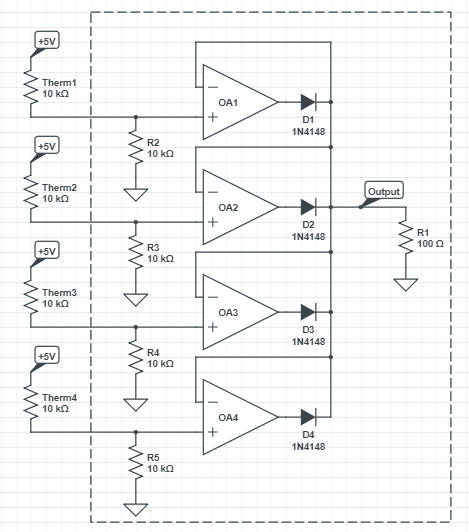 +5V
Therm1
10 kΩ
−
OA1
+
D1
1N4148
R2
10 kΩ
+5V
Therm2
10 kΩ
−
OA2
+
D2
1N4148
Output
R1
100 Ω
R3
10 kΩ
+5V
Therm3
10 kΩ
−
OA3
+
D3
1N4148
R4
10 kΩ
+5V
Therm4
10 kΩ
−
OA4
+
D4
1N4148
R5
10 kΩ